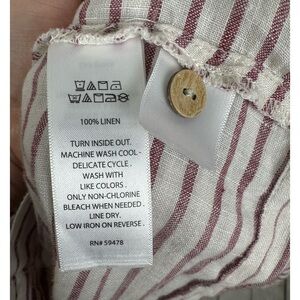 100% LINEN
TURN INSIDE OUT.
MACHINE WASH COOL -
DELICATE CYCLE .
WASH WITH
LIKE COLORS .
ONLY NON-CHLORINE
BLEACH WHEN NEEDED .
LINE DRY.
LOW IRON ON REVERSE .
RN# 59478